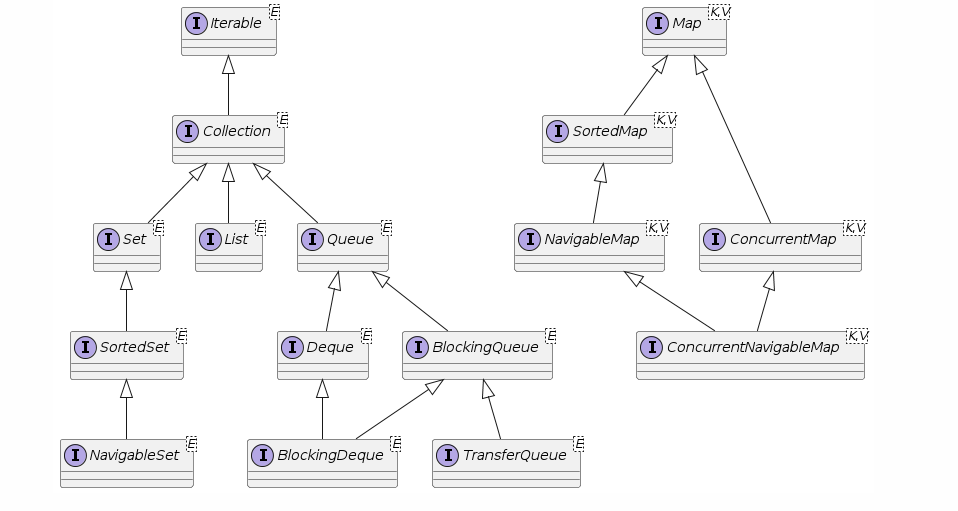 I Iterable E
I Map K,V
I Collection E
I SortedMap K,V
I Set E
I List E
I Queue E
I NavigableMap K,V
I ConcurrentMap K,V
I SortedSet E
I Deque E
I BlockingQueue E
I ConcurrentNavigableMap K,V
I NavigableSet E
I BlockingDeque E
I TransferQueue E